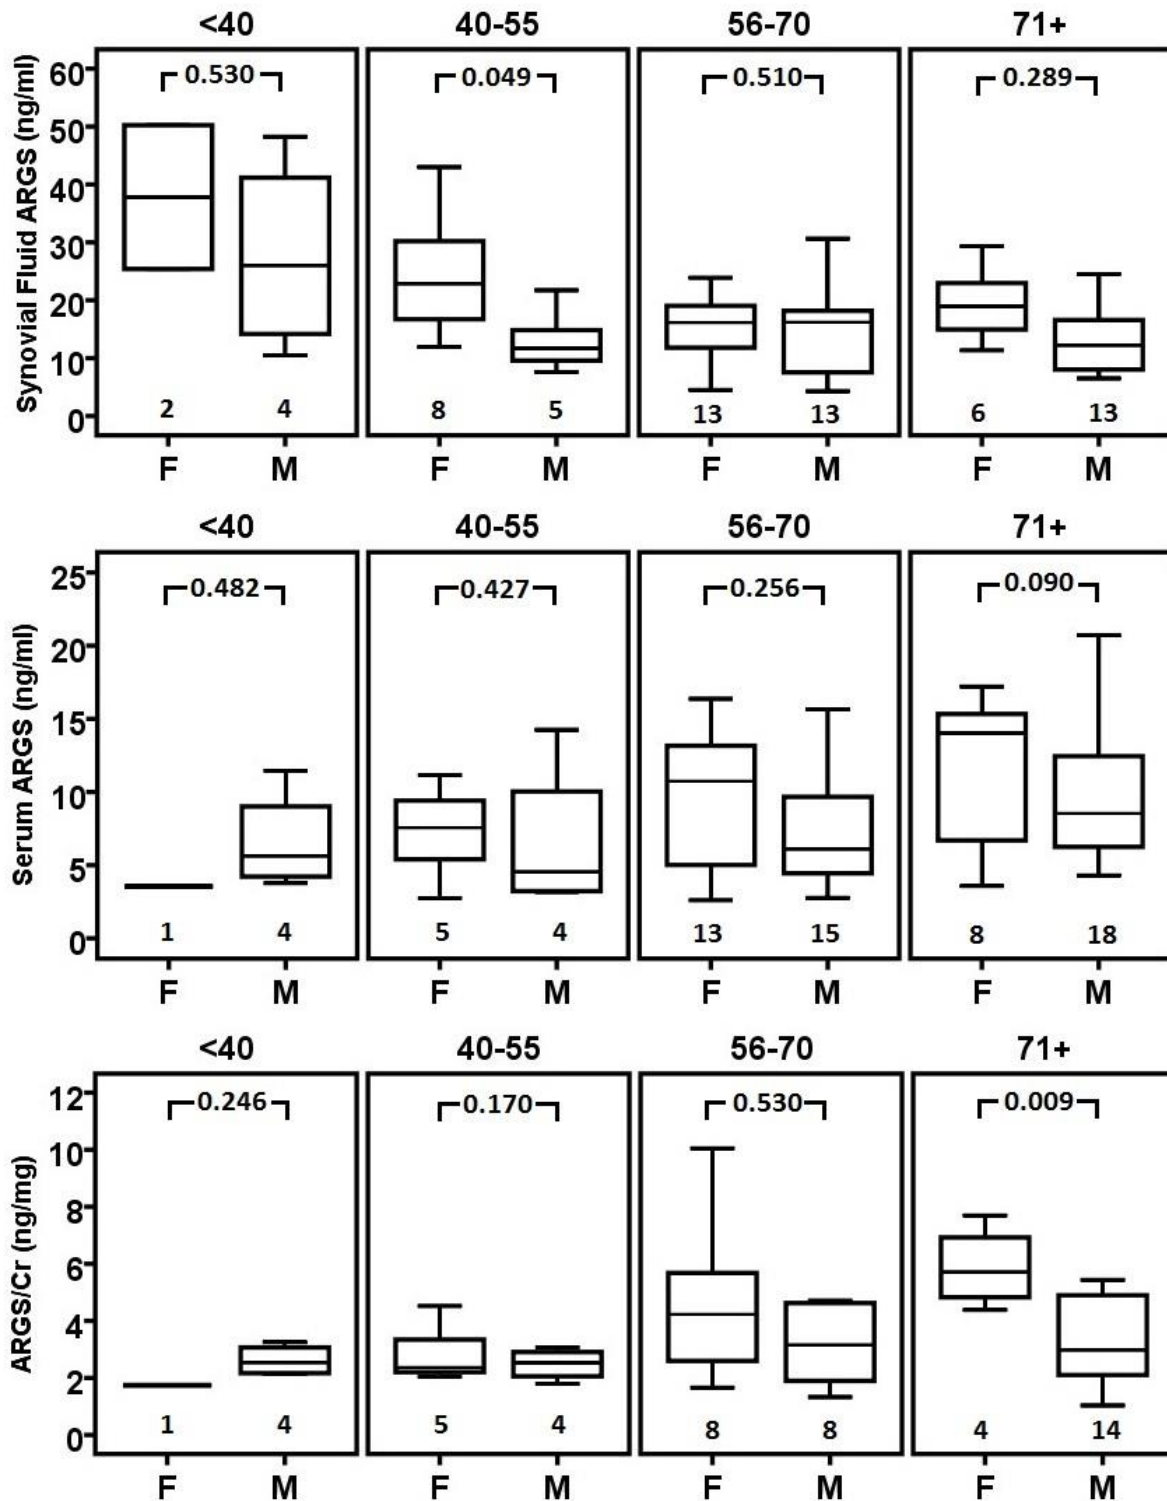 <40 40-55 56-70 71+
Synovial Fluid ARGS (ng/ml)
60
50
40
30
20
10
0
0.530 0.049 0.510 0.289
2 4 8 5 13 13 6 13
F M F M F M F M
<40 40-55 56-70 71+
Serum ARGS (ng/ml)
25
20
15
10
5
0
0.482 0.427 0.256 0.090
1 4 5 4 13 15 8 18
F M F M F M F M
<40 40-55 56-70 71+
ARGS/Cr (ng/mg)
12
10
8
6
4
2
0
0.246 0.170 0.530 0.009
1 4 5 4 8 8 4 14
F M F M F M F M